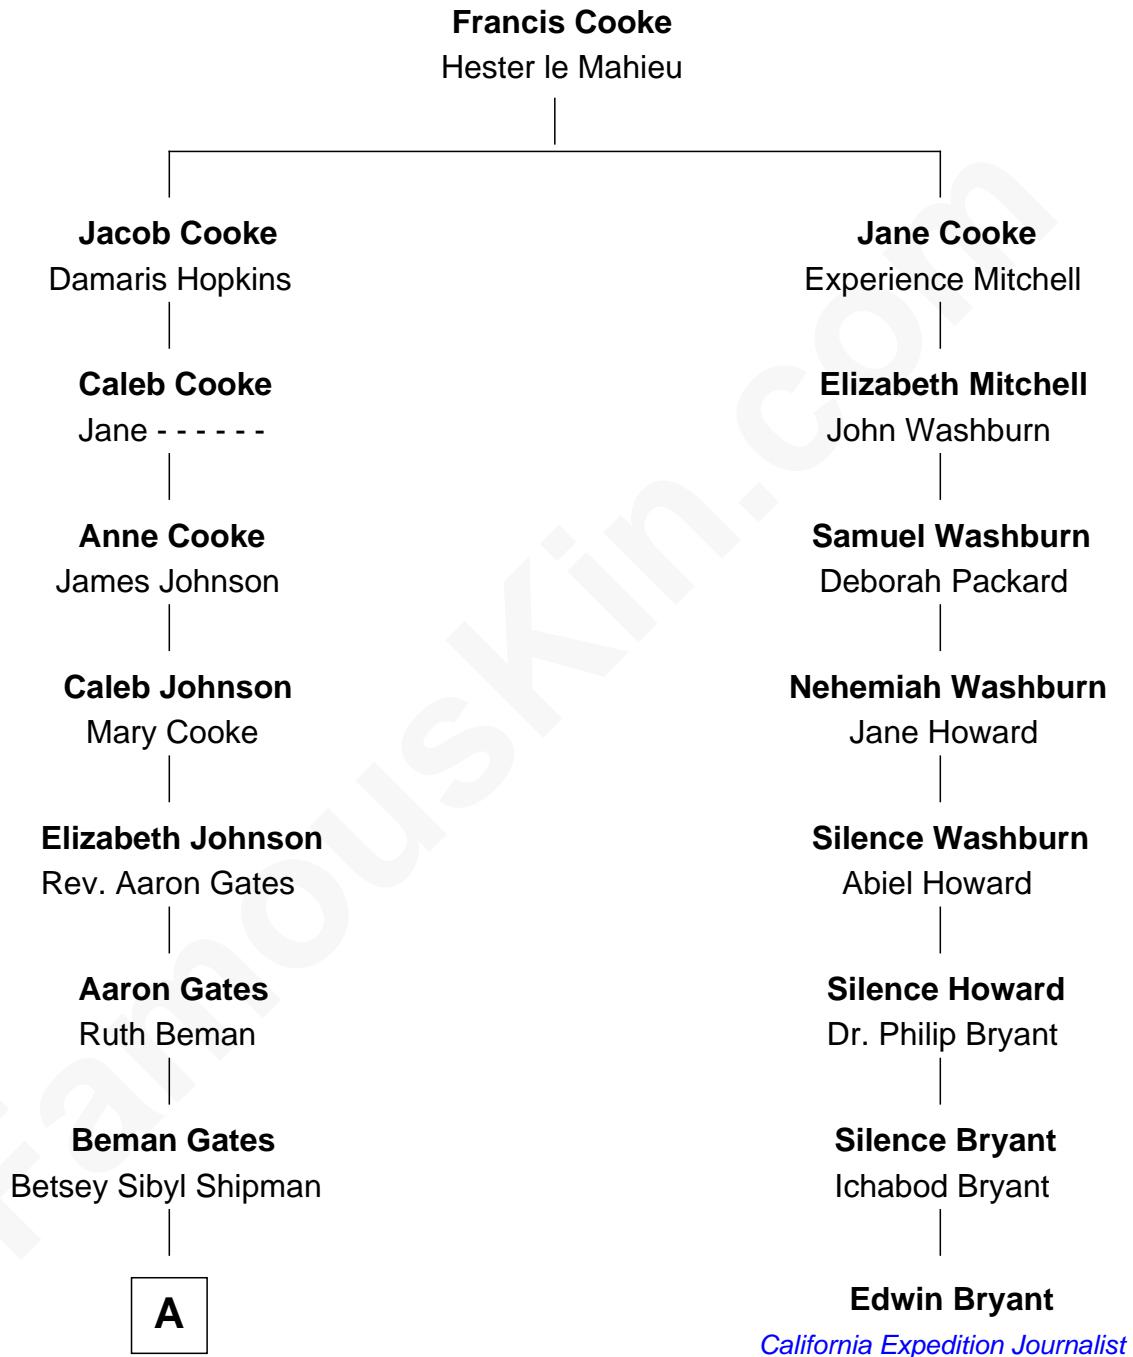 Francis Cooke
Hester le Mahieu
Jacob Cooke
Damaris Hopkins
Jane Cooke
Experience Mitchell
Caleb Cooke
Jane - - - - - -
Elizabeth Mitchell
John Washburn
Anne Cooke
James Johnson
Samuel Washburn
Deborah Packard
Caleb Johnson
Mary Cooke
Nehemiah Washburn
Jane Howard
Elizabeth Johnson
Rev. Aaron Gates
Silence Washburn
Abiel Howard
Aaron Gates
Ruth Beman
Silence Howard
Dr. Philip Bryant
Beman Gates
Betsey Sibyl Shipman
Silence Bryant
Ichabod Bryant
A
Edwin Bryant
California Expedition Journalist
FamousKin.com